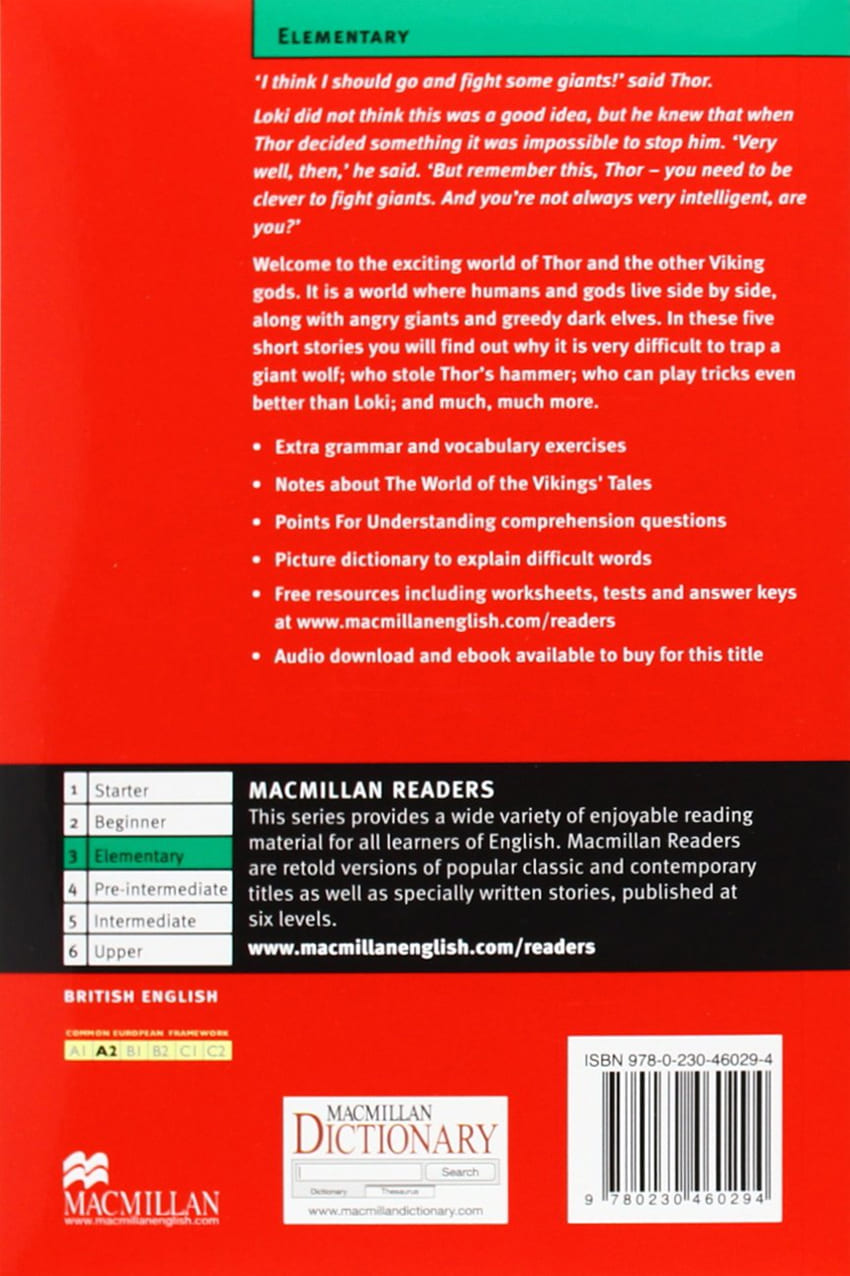 ELEMENTARY
‘I think I should go and fight some giants!’ said Thor.
Loki did not think this was a good idea, but he knew that when
Thor decided something it was impossible to stop him. ‘Very
well, then,’ he said. ‘But remember this, Thor – you need to be
clever to fight giants. And you’re not always very intelligent, are
you?’
Welcome to the exciting world of Thor and the other Viking
gods. It is a world where humans and gods live side by side,
along with angry giants and greedy dark elves. In these five
short stories you will find out why it is very difficult to trap a
giant wolf; who stole Thor’s hammer; who can play tricks even
better than Loki; and much, much more.
• Extra grammar and vocabulary exercises
• Notes about The World of the Vikings' Tales
• Points For Understanding comprehension questions
• Picture dictionary to explain difficult words
• Free resources including worksheets, tests and answer keys
at www.macmillanenglish.com/readers
• Audio download and ebook available to buy for this title
1 Starter
2 Beginner
3 Elementary
4 Pre-intermediate
5 Intermediate
6 Upper
MACMILLAN READERS
This series provides a wide variety of enjoyable reading
material for all learners of English. Macmillan Readers
are retold versions of popular classic and contemporary
titles as well as specially written stories, published at
six levels.
www.macmillanenglish.com/readers
BRITISH ENGLISH
COMMON EUROPEAN FRAMEWORK
A1 A2 B1 B2 C1 C2
MACMILLAN
www.macmillanenglish.com
MACMILLAN
DICTIONARY
Search
Dictionary Thesaurus
www.macmillandictionary.com
ISBN 978-0-230-46029-4
9 780230 460294